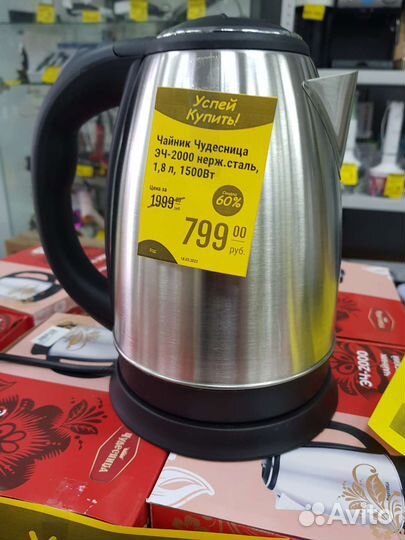 Успей
Купить!
Чайник Чудесница
ЭЧ-2000 нерж.сталь,
1,8 л, 1500Вт
Цена за
1999
Скидка
60%
799 00
руб.
ЭЧ-2000
Чудесница
Avito